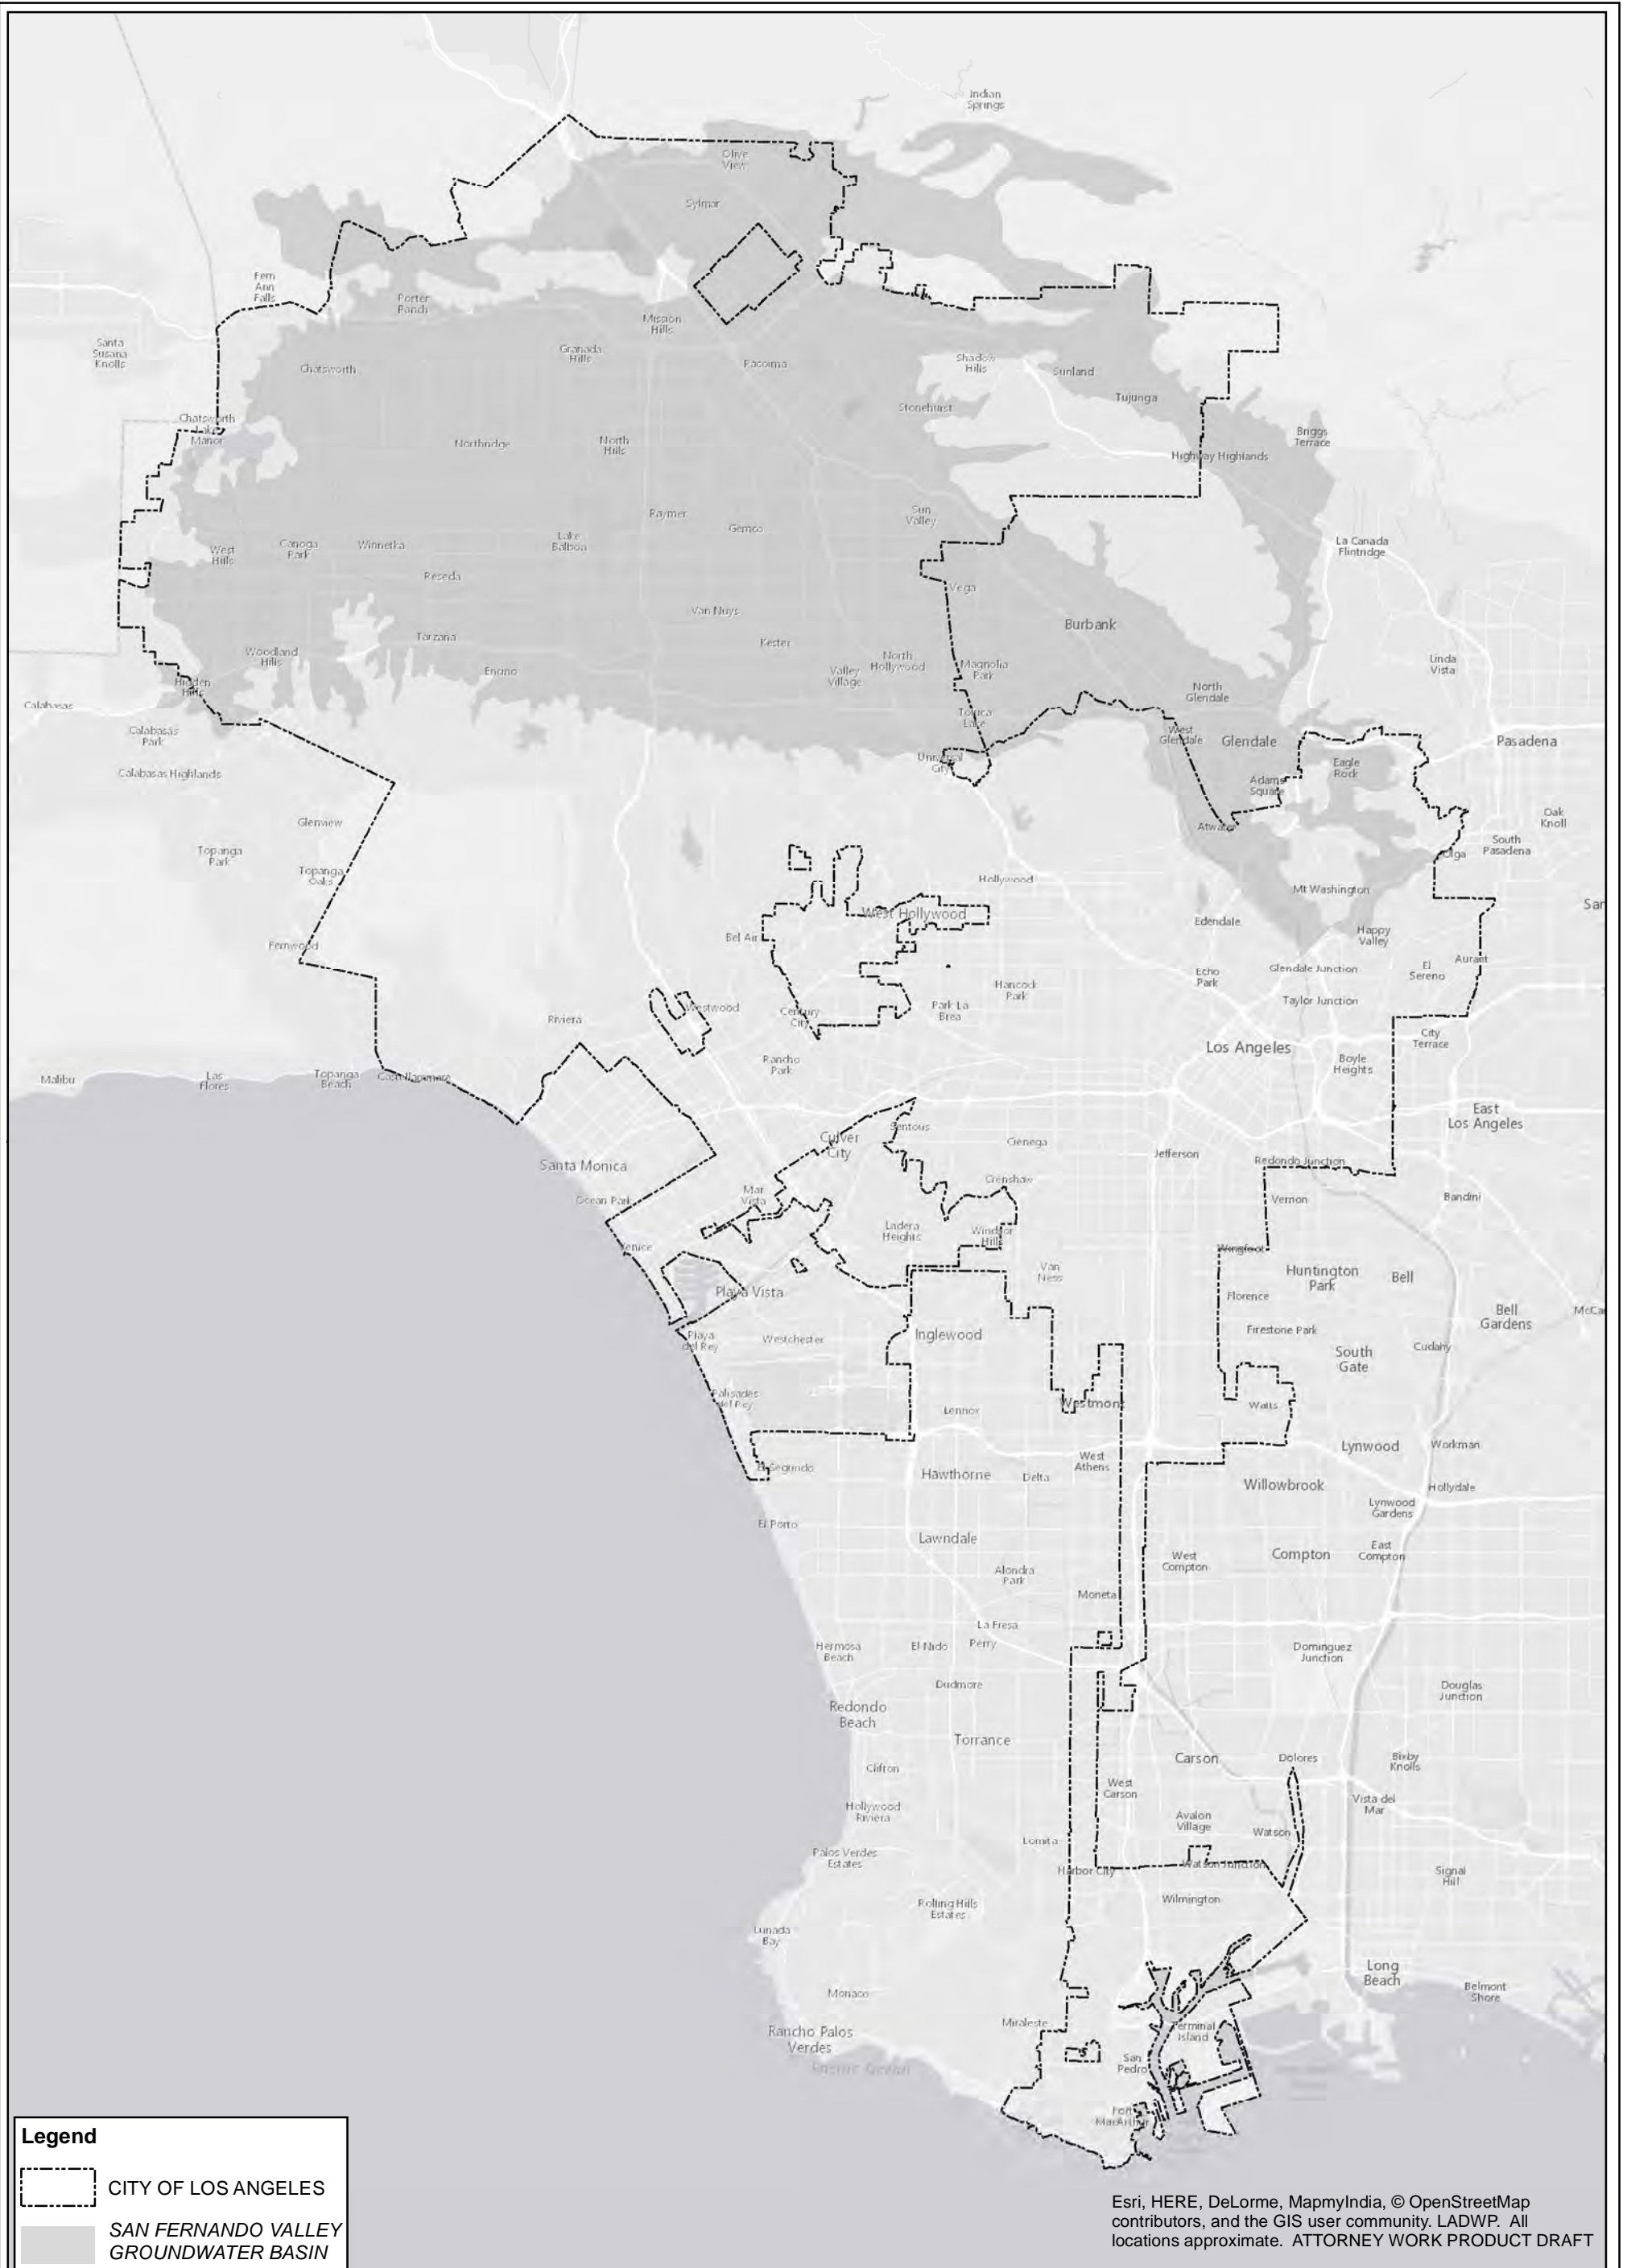 Indian
Springs
Olive
View
Sylmar
Fern
Ann
Falls
Porter
Ranch
Mission
Hills
Santa
Susana
Knolls
Granada
Hills
Chatsworth
Pacoima
Shadow
Hills
Sunland
Tujunga
Stonehurst
Chatsworth
Lake
Manor
Northridge
North
Hills
Briggs
Terrace
Highway Highlands
Raymer
Gemco
Sun
Valley
West
Hills
Canoga
Park
Winnetka
Lake
Balboa
La Canada
Flintridge
Reseda
Vega
Van Nuys
Burbank
Tarzana
Kester
Woodland
Hills
Encino
Valley
Village
North
Hollywood
Magnolia
Park
Linda
Vista
Hidden
Hills
North
Glendale
Calabasas
Toluca
Lake
Calabasas
Park
West
Glendale
Glendale
Pasadena
Universal
City
Eagle
Rock
Calabasas Highlands
Adams
Square
Glenview
Atwater
Oak
Knoll
Topanga
Park
South
Pasadena
Olga
Topanga
Oaks
Hollywood
Mt Washington
San
West Hollywood
Edendale
Bel Air
Happy
Valley
Fernwood
Echo
Park
Glendale Junction
El
Sereno
Aurant
Hancock
Park
Westwood
Century
City
Park La
Brea
Taylor Junction
Riviera
City
Terrace
Los Angeles
Rancho
Park
Boyle
Heights
Malibu
Las
Flores
Topanga
Beach
Castellammare
East
Los Angeles
Sentous
Culver
City
Cienega
Jefferson
Redondo Junction
Santa Monica
Crenshaw
Ocean Park
Mar
Vista
Vernon
Bandini
Ladera
Heights
Windsor
Hills
Venice
Wingfoot
Van
Ness
Huntington
Park
Bell
Playa Vista
Florence
Bell
Gardens
McCa
Playa
del Rey
Westchester
Inglewood
Firestone Park
South
Gate
Cudahy
Palisades
del Rey
Lennox
Westmont
Watts
Lynwood
Workman
El Segundo
Hawthorne
Delta
West
Athens
Willowbrook
Hollydale
Lynwood
Gardens
El Porto
Lawndale
West
Compton
Compton
East
Compton
Alondra
Park
Moneta
La Fresa
Hermosa
Beach
El Nido
Perry
Dominguez
Junction
Dudmore
Douglas
Junction
Redondo
Beach
Torrance
Carson
Dolores
Bixby
Knolls
Clifton
West
Carson
Hollywood
Riviera
Avalon
Village
Vista del
Mar
Watson
Lomita
Palos Verdes
Estates
Harbor City
Watson Junction
Signal
Hill
Rolling Hills
Estates
Wilmington
Lunada
Bay
Long
Beach
Belmont
Shore
Monaco
Miraleste
Terminal
Island
Rancho Palos
Verdes
San
Pedro
Pacific Ocean
Fort
MacArthur
Legend
CITY OF LOS ANGELES
SAN FERNANDO VALLEY
GROUNDWATER BASIN
Esri, HERE, DeLorme, MapmyIndia, © OpenStreetMap
contributors, and the GIS user community. LADWP. All
locations approximate. ATTORNEY WORK PRODUCT DRAFT